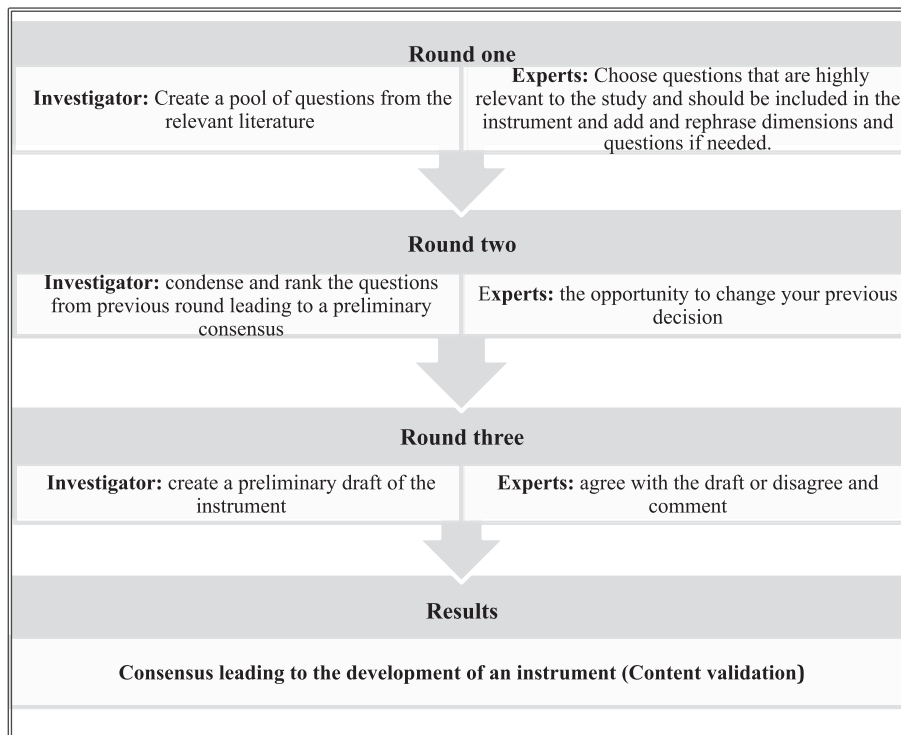 Round one
Investigator: Create a pool of questions from the
relevant literature
Experts: Choose questions that are highly
relevant to the study and should be included in the
instrument and add and rephrase dimensions and
questions if needed.
Round two
Investigator: condense and rank the questions
from previous round leading to a preliminary
consensus
Experts: the opportunity to change your previous
decision
Round three
Investigator: create a preliminary draft of the
instrument
Experts: agree with the draft or disagree and
comment
Results
Consensus leading to the development of an instrument (Content validation)